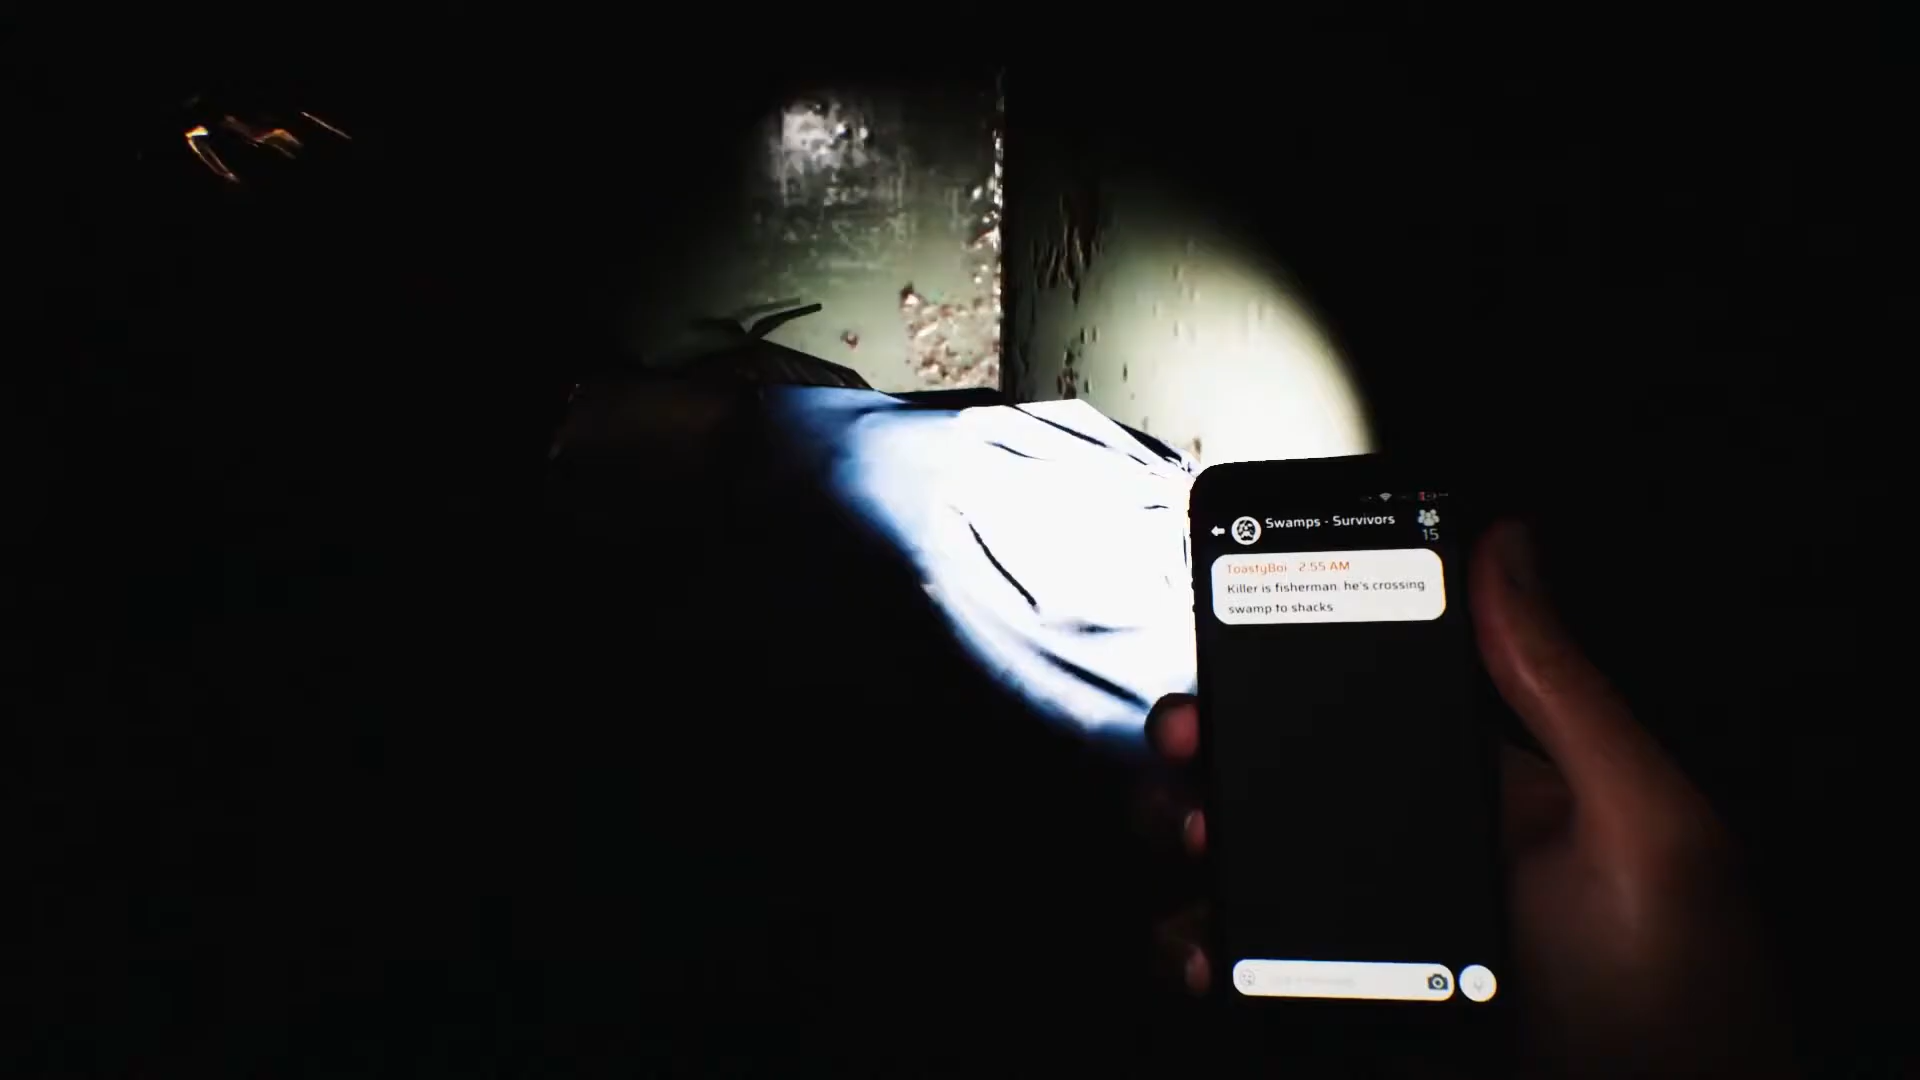 Swamps - Survivors
15
ToastyBoi 2:55 AM
Killer is fisherman. he's crossing
swamp to shacks